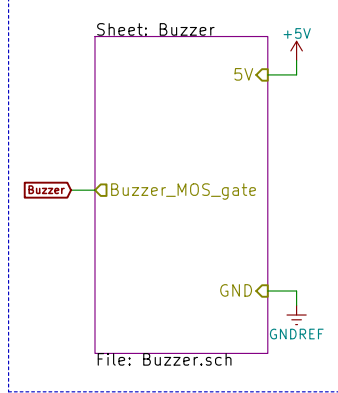 Sheet: Buzzer
+5V
5V
Buzzer
Buzzer_MOS_gate
GND
GNDREF
File: Buzzer.sch